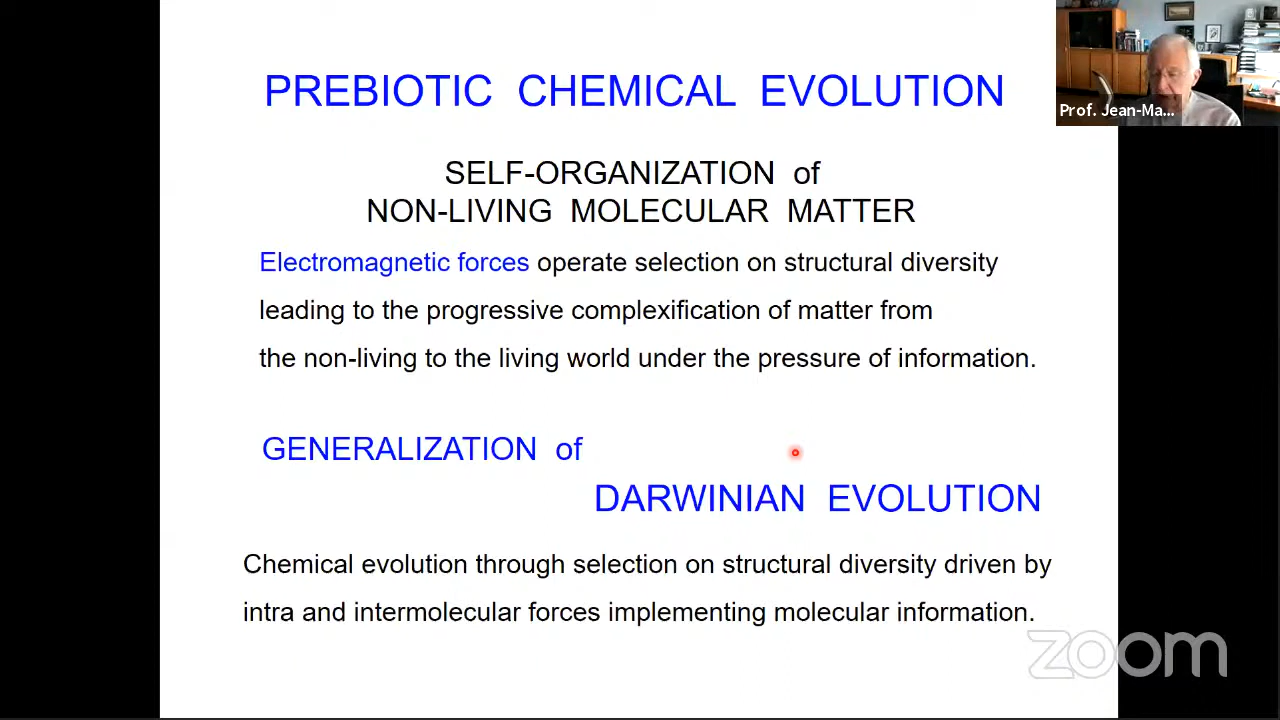 PREBIOTIC CHEMICAL EVOLUTION
Prof. Jean-Ma...
SELF-ORGANIZATION of
NON-LIVING MOLECULAR MATTER
Electromagnetic forces operate selection on structural diversity
leading to the progressive complexification of matter from
the non-living to the living world under the pressure of information.
GENERALIZATION of
DARWINIAN EVOLUTION
Chemical evolution through selection on structural diversity driven by
intra and intermolecular forces implementing molecular information.
zoom